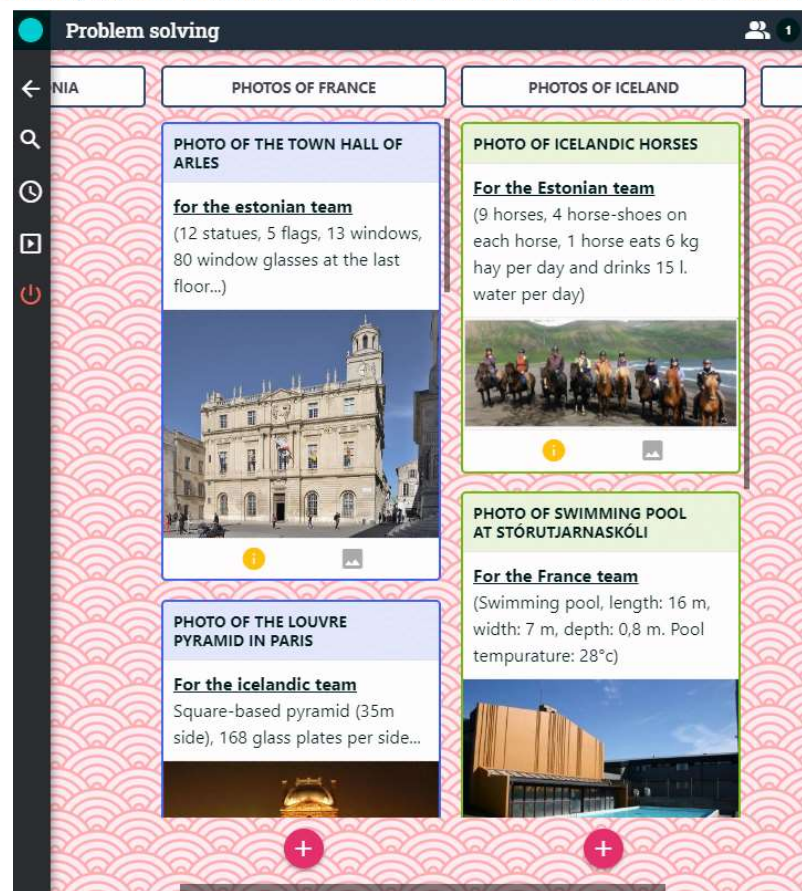 Problem solving
1
NIA
PHOTOS OF FRANCE
PHOTOS OF ICELAND
PHOTO OF THE TOWN HALL OF
ARLES
for the estonian team
(12 statues, 5 flags, 13 windows,
80 window glasses at the last
floor...)
PHOTO OF THE LOUVRE
PYRAMID IN PARIS
For the icelandic team
Square-based pyramid (35m
side), 168 glass plates per side...
PHOTO OF ICELANDIC HORSES
For the Estonian team
(9 horses, 4 horse-shoes on
each horse, 1 horse eats 6 kg
hay per day and drinks 15 l.
water per day)
PHOTO OF SWIMMING POOL
AT STÓRUTJARNASKÓLI
For the France team
(Swimming pool, length: 16 m,
width: 7 m, depth: 0,8 m. Pool
tempurature: 28°c)